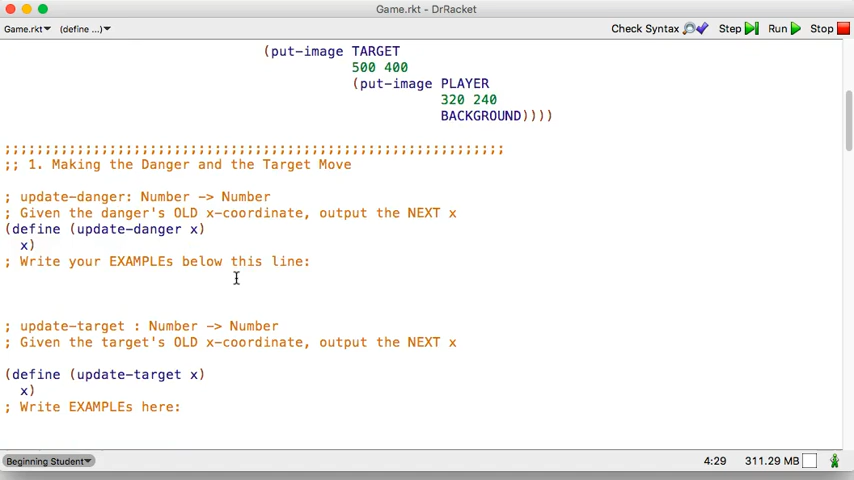 Game.rkt - DrRacket
Game.rkt▾ (define ...)▾ Check Syntax Step Run Stop
(put-image TARGET
500 400
(put-image PLAYER
320 240
BACKGROUND))))
;;;;;;;;;;;;;;;;;;;;;;;;;;;;;;;;;;;;;;;;;;;;;;;;;;;;;;;;;;;;;;
;; 1. Making the Danger and the Target Move
; update-danger: Number -> Number
; Given the danger's OLD x-coordinate, output the NEXT x
(define (update-danger x)
x)
; Write your EXAMPLEs below this line:
; update-target : Number -> Number
; Given the target's OLD x-coordinate, output the NEXT x
(define (update-target x)
x)
; Write EXAMPLEs here:
Beginning Student▾ 4:29 311.29 MB